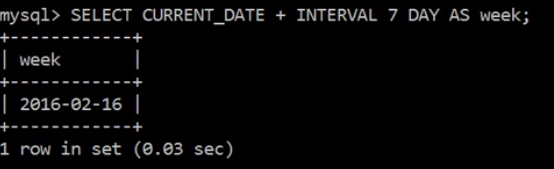 mysql> SELECT CURRENT_DATE + INTERVAL 7 DAY AS week;
+------------+
| week       |
+------------+
| 2016-02-16 |
+------------+
1 row in set (0.03 sec)